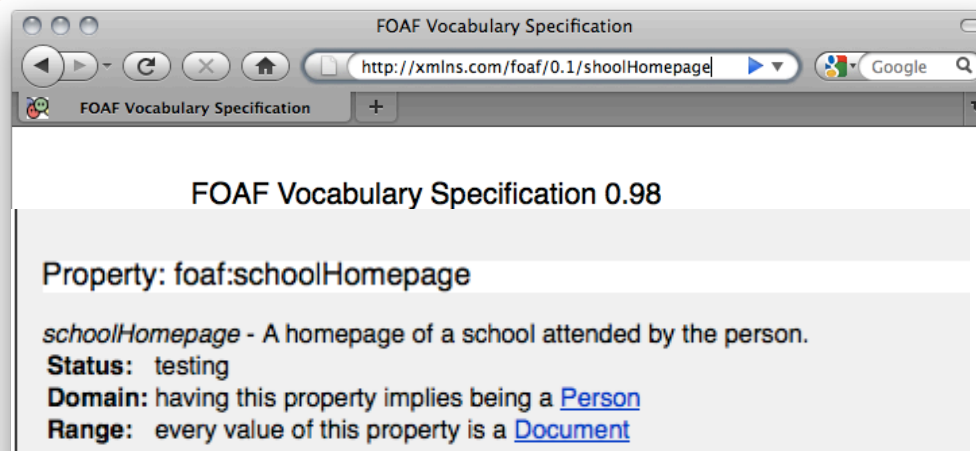 FOAF Vocabulary Specification
http://xmlns.com/foaf/0.1/shoolHomepage
Google
FOAF Vocabulary Specification +
FOAF Vocabulary Specification 0.98
Property: foaf:schoolHomepage
schoolHomepage - A homepage of a school attended by the person.
Status: testing
Domain: having this property implies being a Person
Range: every value of this property is a Document